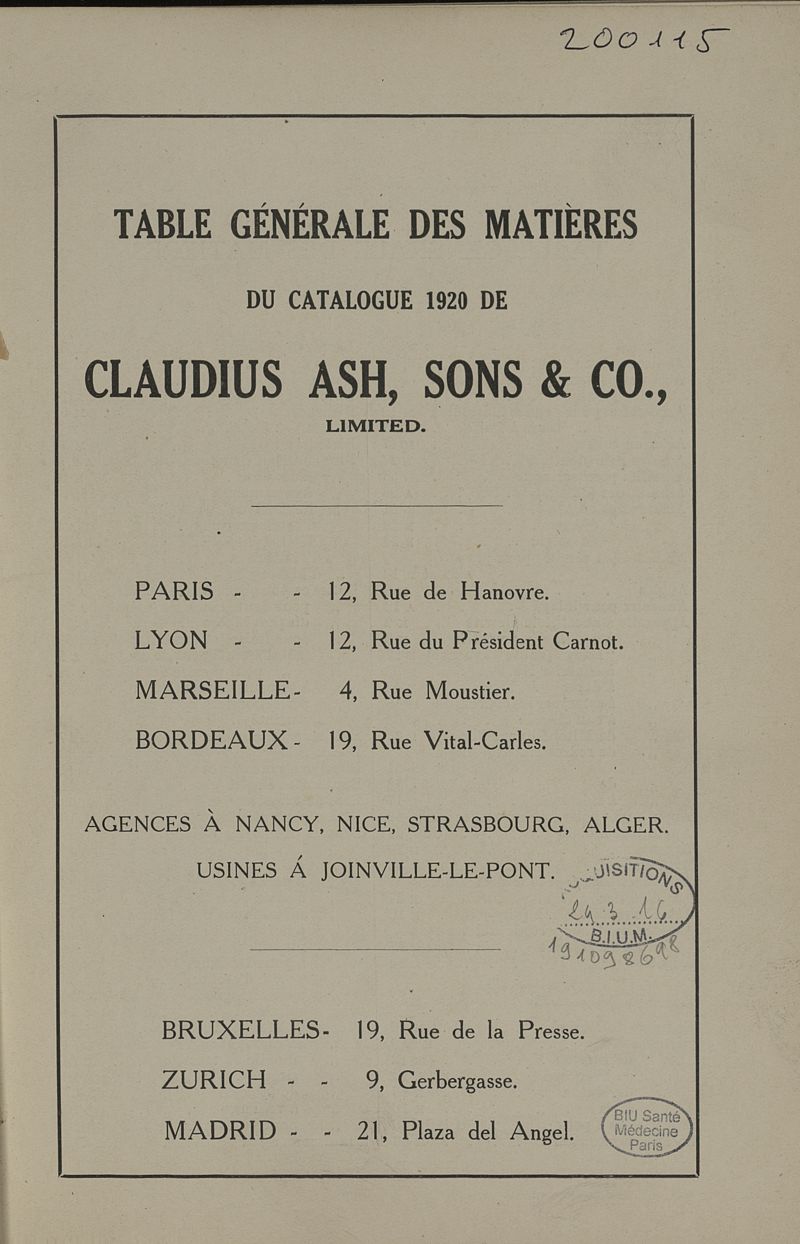 200115
TABLE GÉNÉRALE DES MATIÈRES
DU CATALOGUE 1920 DE
CLAUDIUS ASH, SONS & CO.,
LIMITED.
PARIS - - 12, Rue de Hanovre.
LYON - - 12, Rue du Président Carnot.
MARSEILLE- 4, Rue Moustier.
BORDEAUX- 19, Rue Vital-Carles.
AGENCES À NANCY, NICE, STRASBOURG, ALGER.
USINES Á JOINVILLE-LE-PONT.
UISITIONS
B.I.U.M.
BRUXELLES- 19, Rue de la Presse.
ZURICH - - 9, Gerbergasse.
MADRID - - 21, Plaza del Angel.
BIU Santé
Médecine
Paris